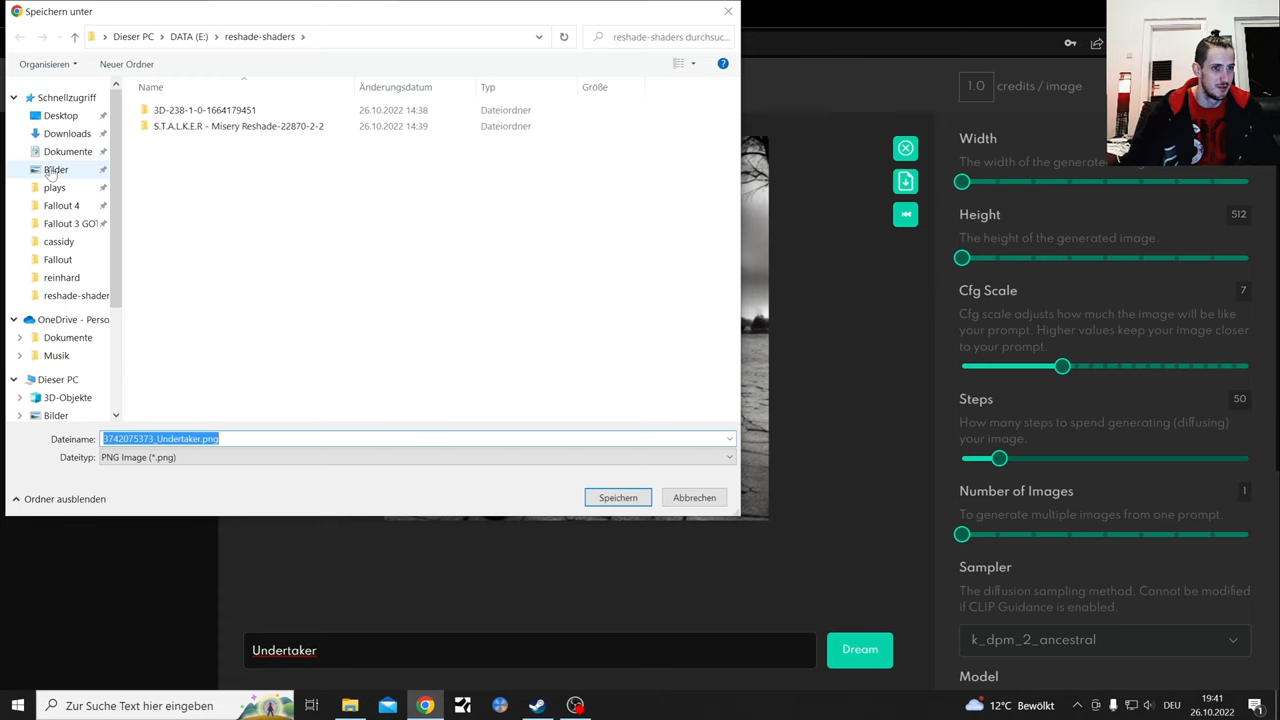 Speichern unter
Dieser PC > DATA (E:) > reshade-shaders >
reshade-shaders durchsuc...
Organisieren
Neuer Ordner
Name
Änderungsdatum
Typ
Größe
3D-238-1-0-1664179451
26.10.2022 14:38
Dateiordner
S.T.A.L.K.E.R - Misery Reshade-22870-2-2
26.10.2022 14:39
Dateiordner
Schnellzugriff
Desktop
Downloads
Dokumente
Bilder
plays
Fallout 4
Fallout 3 GOT
cassidy
Fallout
reinhard
reshade-shader
OneDrive - Perso
Dokumente
Musik
Dieser PC
3D-Objekte
Bilder
Dateiname:
3742075373_Undertaker.png
Dateityp:
PNG Image (*.png)
Ordner ausblenden
Speichern
Abbrechen
1.0
credits / image
Width
The width of the generated
Height
512
The height of the generated image.
Cfg Scale
7
Cfg scale adjusts how much the image will be like
your prompt. Higher values keep your image closer
to your prompt.
Steps
50
How many steps to spend generating (diffusing)
your image.
Number of Images
1
To generate multiple images from one prompt.
Sampler
The diffusion sampling method. Cannot be modified
if CLIP Guidance is enabled.
k_dpm_2_ancestral
Model
Undertaker
Dream
Zur Suche Text hier eingeben
12°C Bewölkt
DEU
19:41
26.10.2022
1